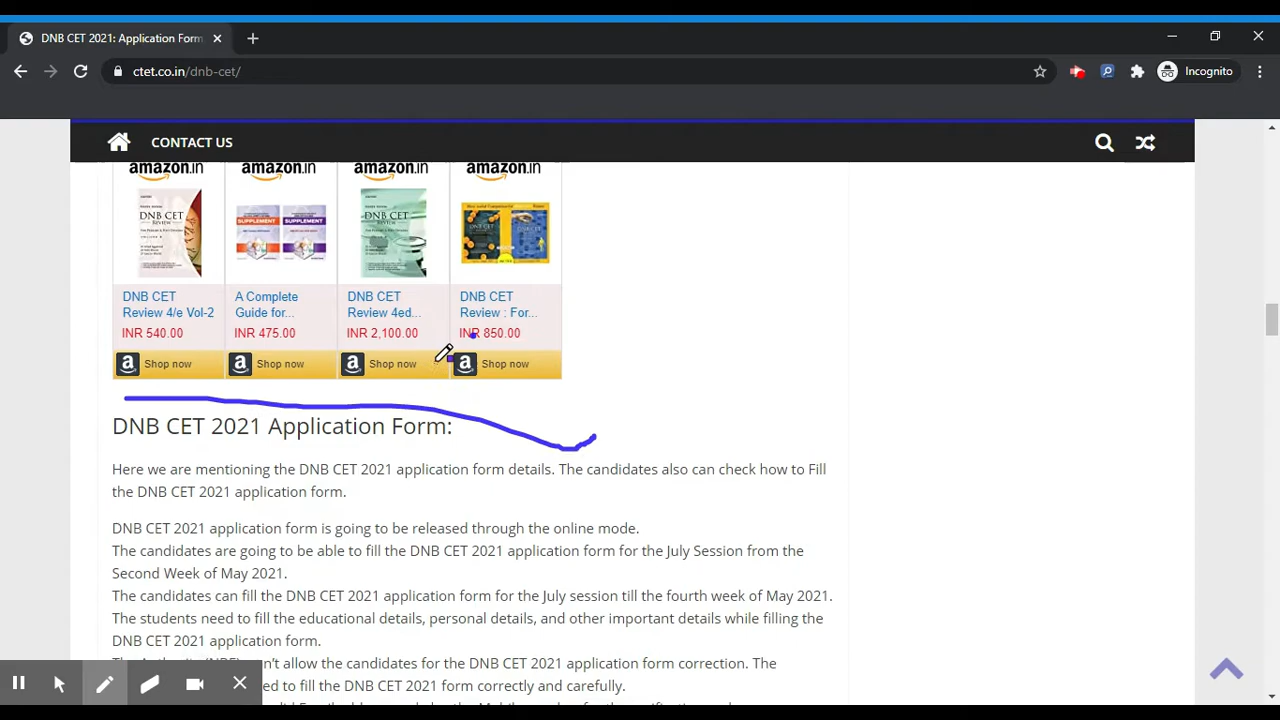 DNB CET 2021: Application Form
ctet.co.in/dnb-cet/
Incognito
CONTACT US
amazon.in amazon.in amazon.in amazon.in
DNB CET
REVIEW
SUPPLEMENT
SUPPLEMENT
DNB CET
REVIEW
DNB CET
Review 4/e Vol-2
INR 540.00
Shop now
A Complete
Guide for...
INR 475.00
Shop now
DNB CET
Review 4ed...
INR 2,100.00
Shop now
DNB CET
Review : For...
INR 850.00
Shop now
DNB CET 2021 Application Form:
Here we are mentioning the DNB CET 2021 application form details. The candidates also can check how to Fill
the DNB CET 2021 application form.
DNB CET 2021 application form is going to be released through the online mode.
The candidates are going to be able to fill the DNB CET 2021 application form for the July Session from the
Second Week of May 2021.
The candidates can fill the DNB CET 2021 application form for the July session till the fourth week of May 2021.
The students need to fill the educational details, personal details, and other important details while filling the
DNB CET 2021 application form.
allow the candidates for the DNB CET 2021 application form correction. The
to fill the DNB CET 2021 form correctly and carefully.